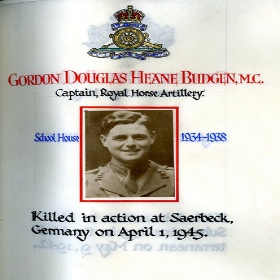 GORDON DOUGLAS HEANE BUDGEN, M.C.
Captain, Royal Horse Artillery.
School House 1934-1938
Killed in action at Saerbeck,
Germany on April 1, 1945.